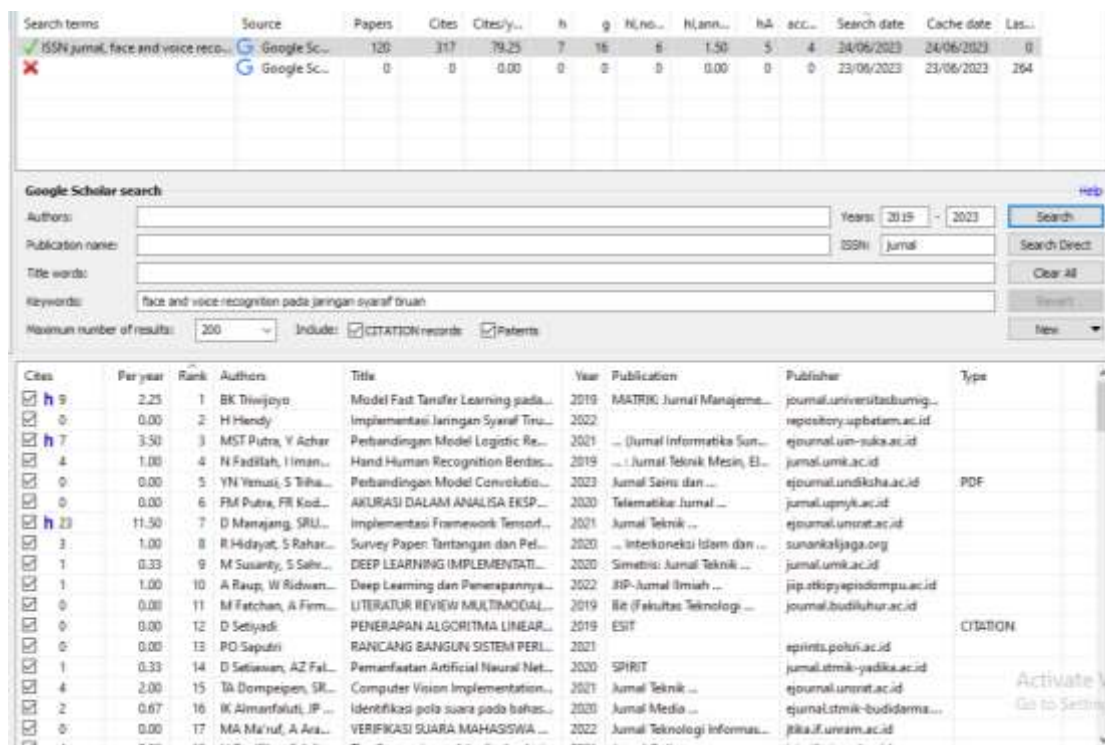 Search terms Source Papers Cites Cites/y... h g hI,no... hI,ann... hA acc... Search date Cache date Las...
ISSN jurnal, face and voice reco... Google Sc... 120 317 79.25 7 16 6 1.50 5 4 24/06/2023 24/06/2023 0
Google Sc... 0 0 0.00 0 0 0 0.00 0 0 23/06/2023 23/06/2023 264
Google Scholar search Help
Authors: Years: 2019 - 2023 Search
Publication name: ISSN: jurnal Search Direct
Title words: Clear All
Keywords: face and voice recognition pada jaringan syaraf tiruan Revert
Maximum number of results: 200 Include: CITATION records Patents New
Cites Per year Rank Authors Title Year Publication Publisher Type
h 9 2.25 1 BK Triwijoyo Model Fast Tansfer Learning pada... 2019 MATRIK: Jurnal Manajeme... journal.universitasbumig...
0 0.00 2 H Hendy Implementasi Jaringan Syaraf Tiru... 2022 repository.upbatam.ac.id
h 7 3.50 3 MST Putra, Y Azhar Perbandingan Model Logistic Re... 2021 ... (Jurnal Informatika Sun... ejournal.uin-suka.ac.id
4 1.00 4 N Fadillah, I Iman... Hand Human Recognition Berdas... 2019 ... : Jurnal Teknik Mesin, El... jurnal.umk.ac.id
0 0.00 5 YN Yenusi, S Triha... Perbandingan Model Convolutio... 2023 Jurnal Sains dan ... ejournal.undiksha.ac.id PDF
0 0.00 6 FM Putra, FR Kod... AKURASI DALAM ANALISA EKSP... 2020 Telematika: Jurnal ... jurnal.upnyk.ac.id
h 23 11.50 7 D Manajang, SRU... Implementasi Framework Tensorf... 2021 Jurnal Teknik ... ejournal.unsrat.ac.id
3 1.00 8 R Hidayat, S Rahar... Survey Paper: Tantangan dan Pel... 2020 ... Interkoneksi Islam dan ... sunankalijaga.org
1 0.33 9 M Susanty, S Sahr... DEEP LEARNING IMPLEMENTATI... 2020 Simetris: Jurnal Teknik ... jurnal.umk.ac.id
1 1.00 10 A Raup, W Ridwan... Deep Learning dan Penerapannya... 2022 JIIP-Jurnal Ilmiah ... jiip.stkipyapisdompu.ac.id
0 0.00 11 M Fatchan, A Firm... LITERATUR REVIEW MULTIMODAL... 2019 Bit (Fakultas Teknologi ... journal.budiluhur.ac.id
0 0.00 12 D Setiyadi PENERAPAN ALGORITMA LINEAR... 2019 ESIT CITATION
0 0.00 13 PO Saputri RANCANG BANGUN SISTEM PERI... 2021 eprints.polsri.ac.id
1 0.33 14 D Setiawan, AZ Fal... Pemanfaatan Artificial Neural Net... 2020 SPIRIT jurnal.stmik-yadika.ac.id
4 2.00 15 TA Dompeipen, SR... Computer Vision Implementation... 2021 Jurnal Teknik ... ejournal.unsrat.ac.id
2 0.67 16 IK Almanfaluti, JP ... Identifikasi pola suara pada bahas... 2020 Jurnal Media ... ejurnal.stmik-budidarma....
0 0.00 17 MA Ma'ruf, A Ara... VERIFIKASI SUARA MAHASISWA ... 2022 Jurnal Teknologi Informas... jtika.if.unram.ac.id
Activate
Go to Setting